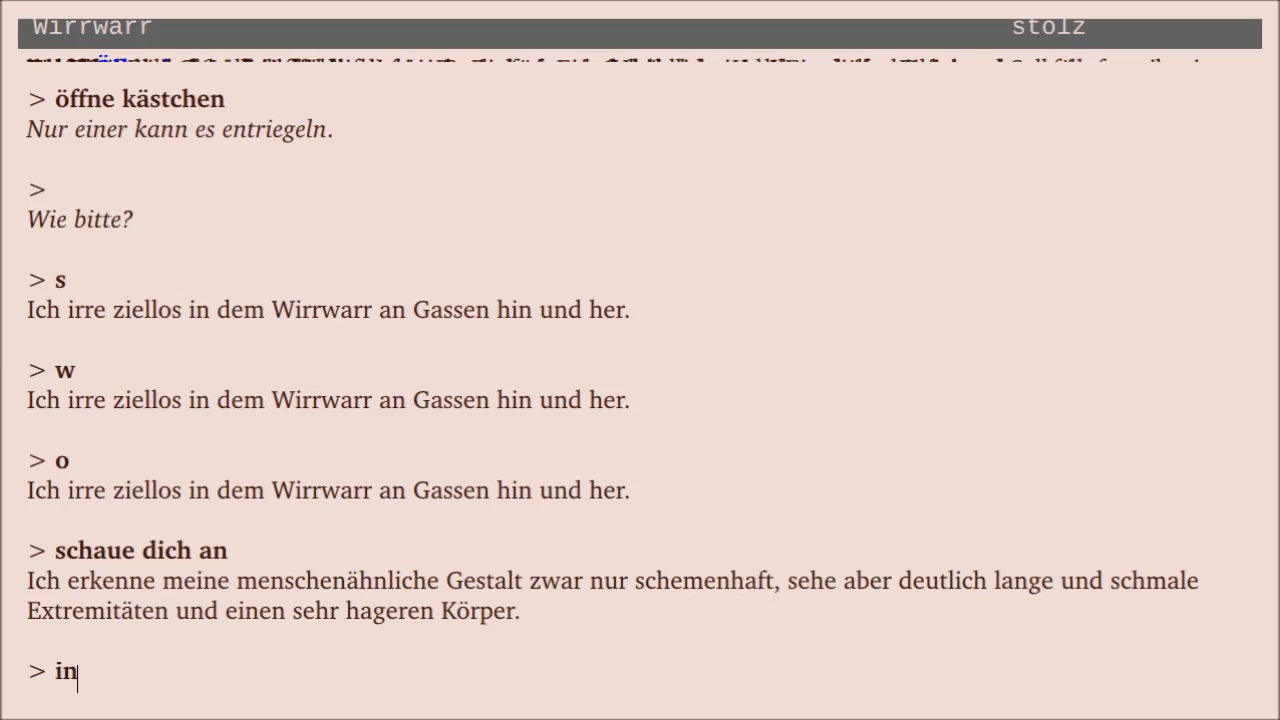 Wirrwarr stolz
> öffne kästchen
Nur einer kann es entriegeln.
>
Wie bitte?
> s
Ich irre ziellos in dem Wirrwarr an Gassen hin und her.
> w
Ich irre ziellos in dem Wirrwarr an Gassen hin und her.
> o
Ich irre ziellos in dem Wirrwarr an Gassen hin und her.
> schaue dich an
Ich erkenne meine menschenähnliche Gestalt zwar nur schemenhaft, sehe aber deutlich lange und schmale
Extremitäten und einen sehr hageren Körper.
> in